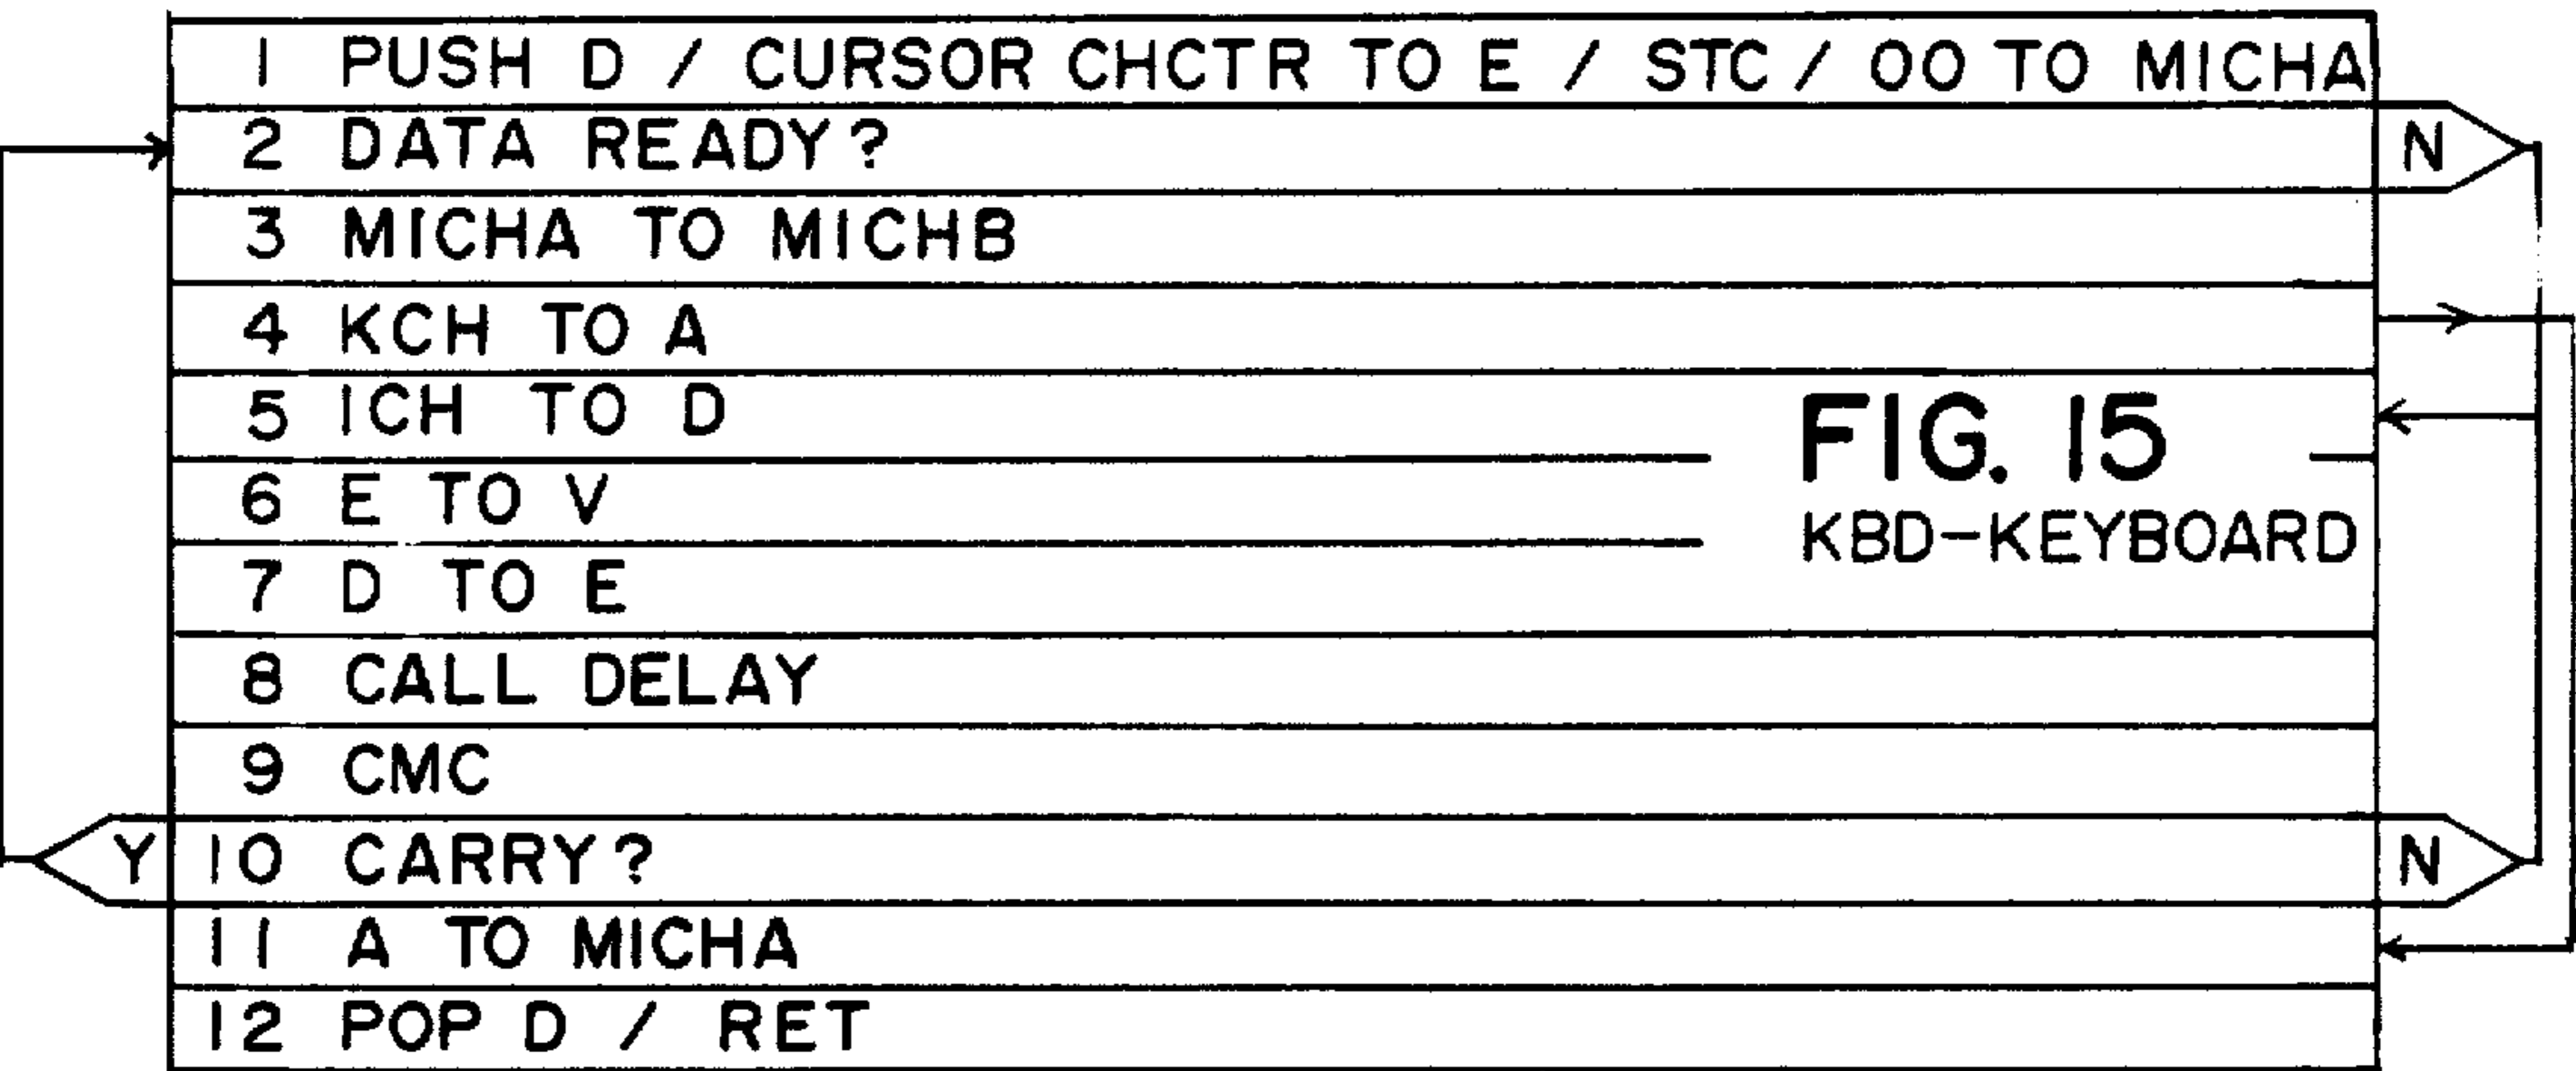 1 PUSH D / CURSOR CHCTR TO E / STC / 00 TO MICHA
2 DATA READY? N
3 MICHA TO MICHB
4 KCH TO A
5 ICH TO D
6 E TO V
7 D TO E
8 CALL DELAY
9 CMC
Y 10 CARRY? N
11 A TO MICHA
12 POP D / RET
FIG. 15
KBD-KEYBOARD